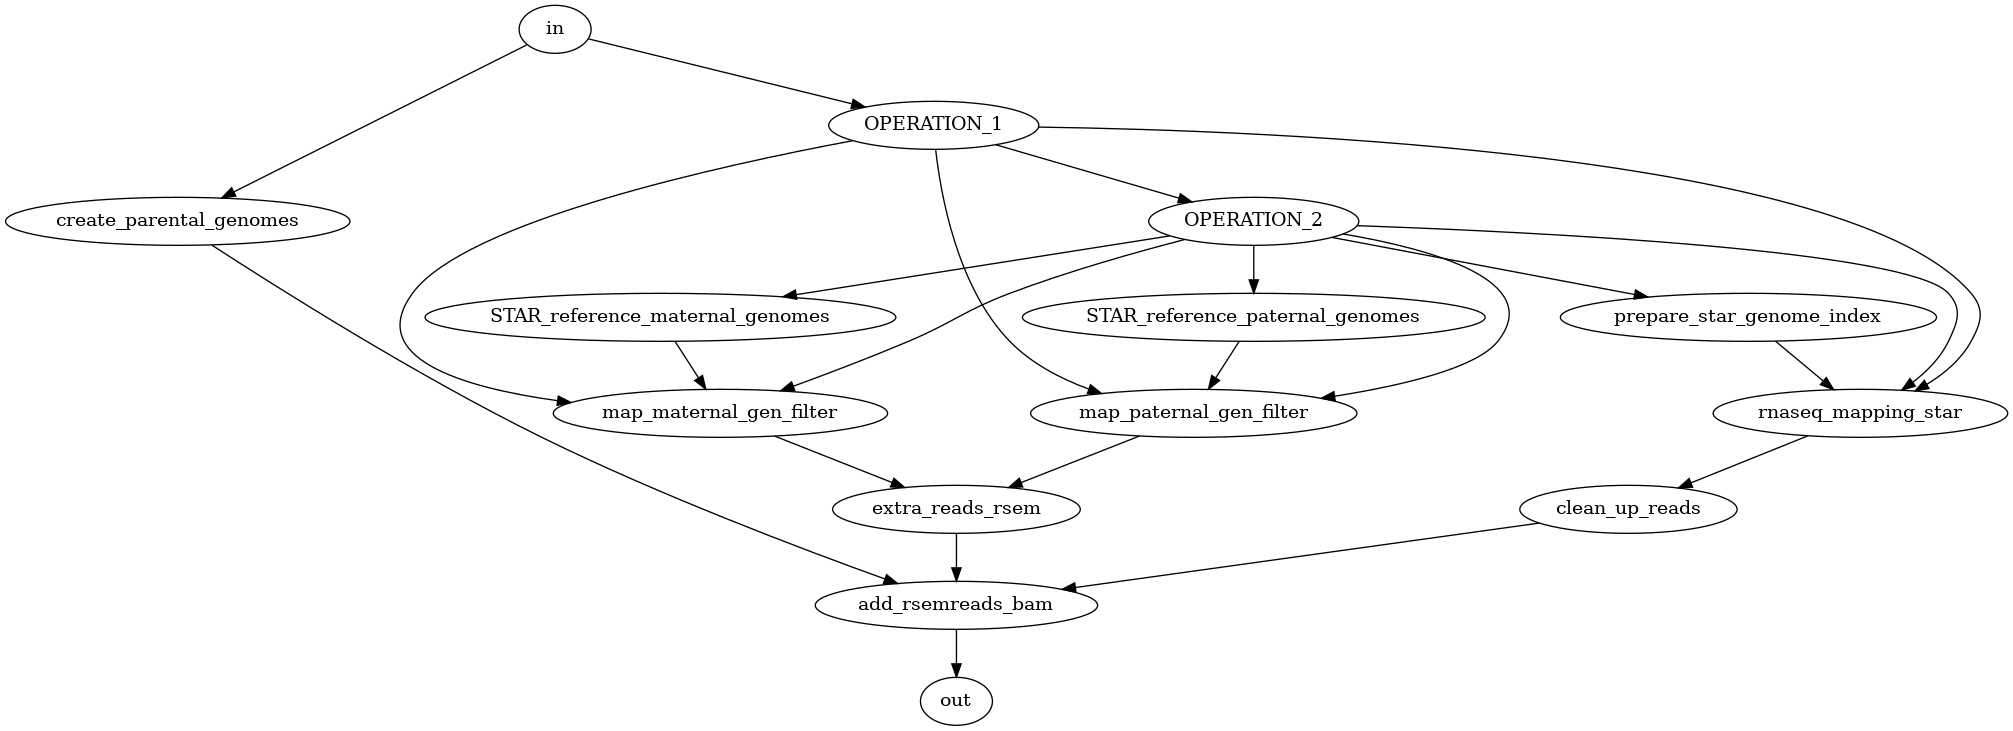 in
OPERATION_1
create_parental_genomes
OPERATION_2
STAR_reference_maternal_genomes
STAR_reference_paternal_genomes
prepare_star_genome_index
map_maternal_gen_filter
map_paternal_gen_filter
rnaseq_mapping_star
extra_reads_rsem
clean_up_reads
add_rsemreads_bam
out